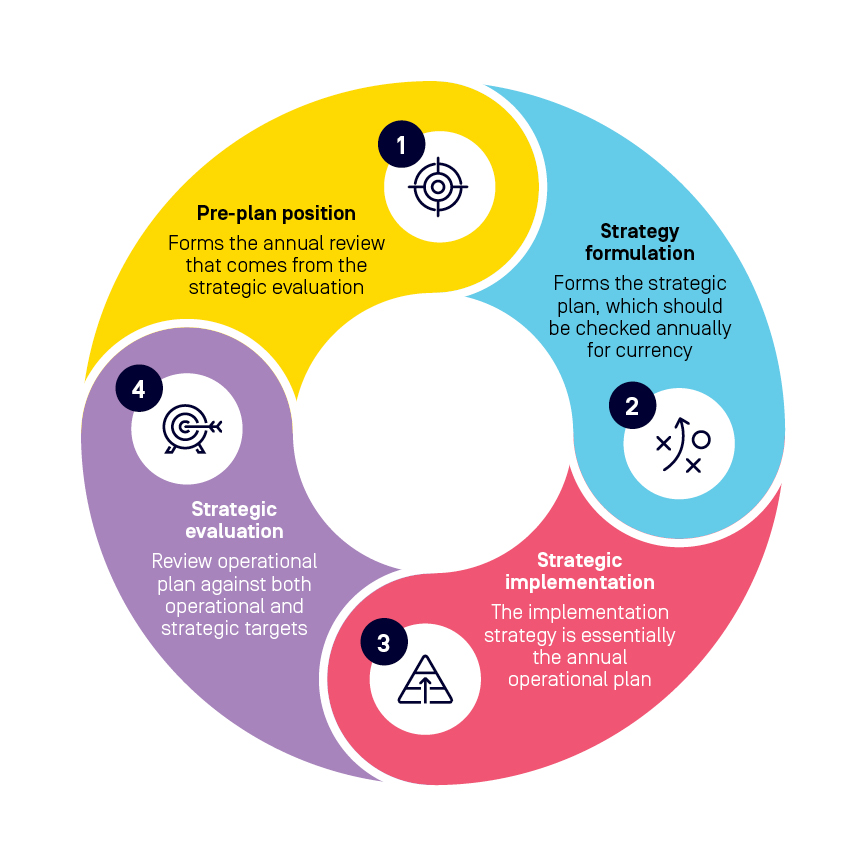 1
Pre-plan position
Forms the annual review
that comes from the
strategic evaluation
Strategy
formulation
Forms the strategic
plan, which should
be checked annually
for currency
2
Strategic
implementation
The implementation
strategy is essentially
the annual
operational plan
3
4
Strategic
evaluation
Review operational
plan against both
operational and
strategic targets